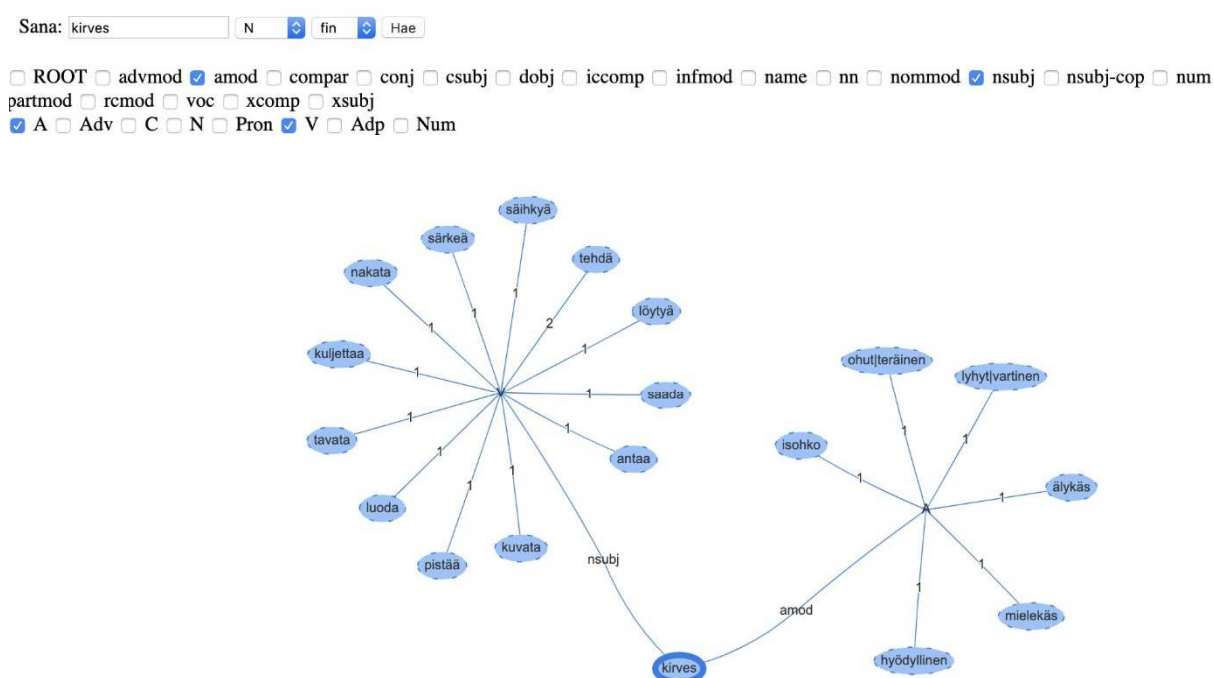 Sana: kirves N fin Hae
ROOT advmod amod compar conj csubj dobj iccomp infmod name nn nommod nsubj nsubj-cop num
partmod rcmod voc xcomp xsubj
A Adv C N Pron V Adp Num
säihkyä
särkeä
tehdä
nakata
1
löytyä
1
2
1
1
kuljettaa
ohut|teräinen
1
lyhyt|vartinen
1
V
1
saada
1
tavata
1
1
1
isohko
antaa
1
1
1
1
älykäs
luoda
1
A
kuvata
nsubj
pistää
1
1
amod
mielekäs
hyödyllinen
kirves